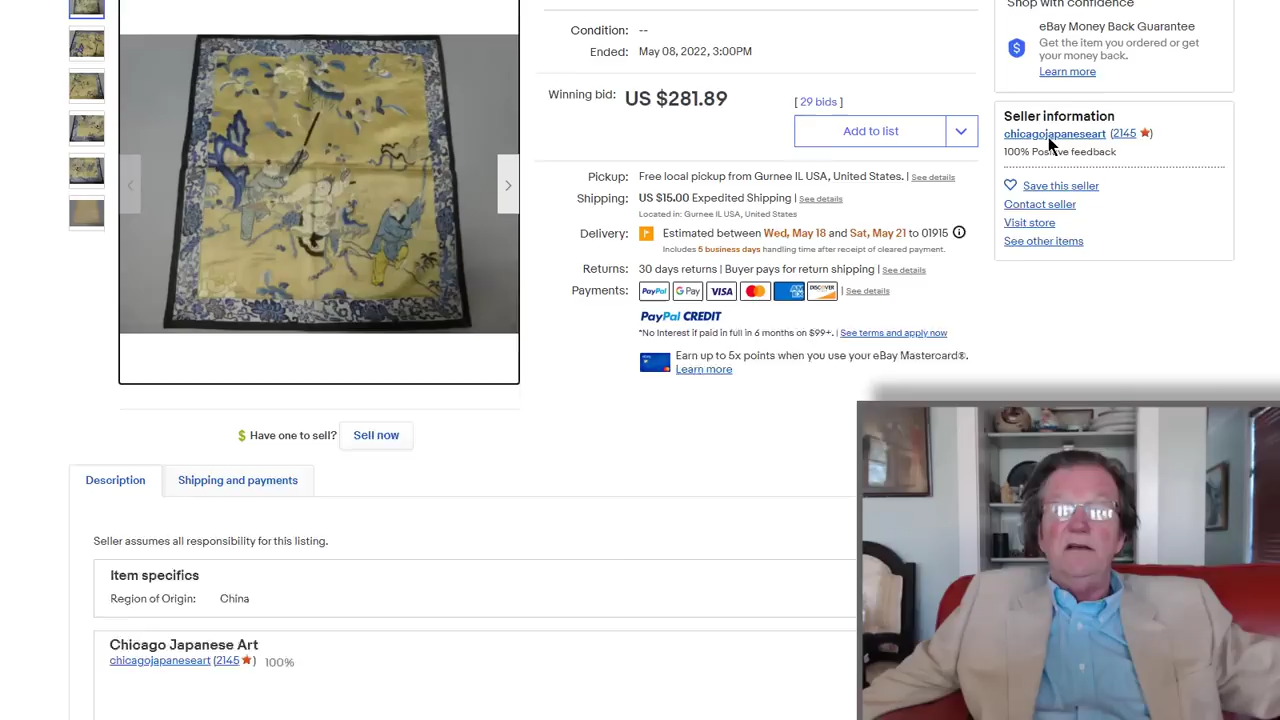 Shop with confidence
eBay Money Back Guarantee
Get the item you ordered or get
your money back.
Learn more
Condition: --
Ended: May 08, 2022, 3:00PM
Winning bid: US $281.89 [ 29 bids ]
Add to list
Seller information
chicagojapaneseart (2145 )
100% Positive feedback
Save this seller
Contact seller
Visit store
See other items
Pickup: Free local pickup from Gurnee IL USA, United States. | See details
Shipping: US $15.00 Expedited Shipping | See details
Located in: Gurnee IL USA, United States
Delivery: Estimated between Wed, May 18 and Sat, May 21 to 01915
Includes 5 business days handling time after receipt of cleared payment.
Returns: 30 days returns | Buyer pays for return shipping | See details
Payments: PayPal G Pay VISA DISCOVER | See details
PayPal CREDIT
*No Interest if paid in full in 6 months on $99+. | See terms and apply now
Earn up to 5x points when you use your eBay Mastercard®.
Learn more
Have one to sell? Sell now
Description
Shipping and payments
Seller assumes all responsibility for this listing.
Item specifics
Region of Origin: China
Chicago Japanese Art
chicagojapaneseart (2145 ) 100%